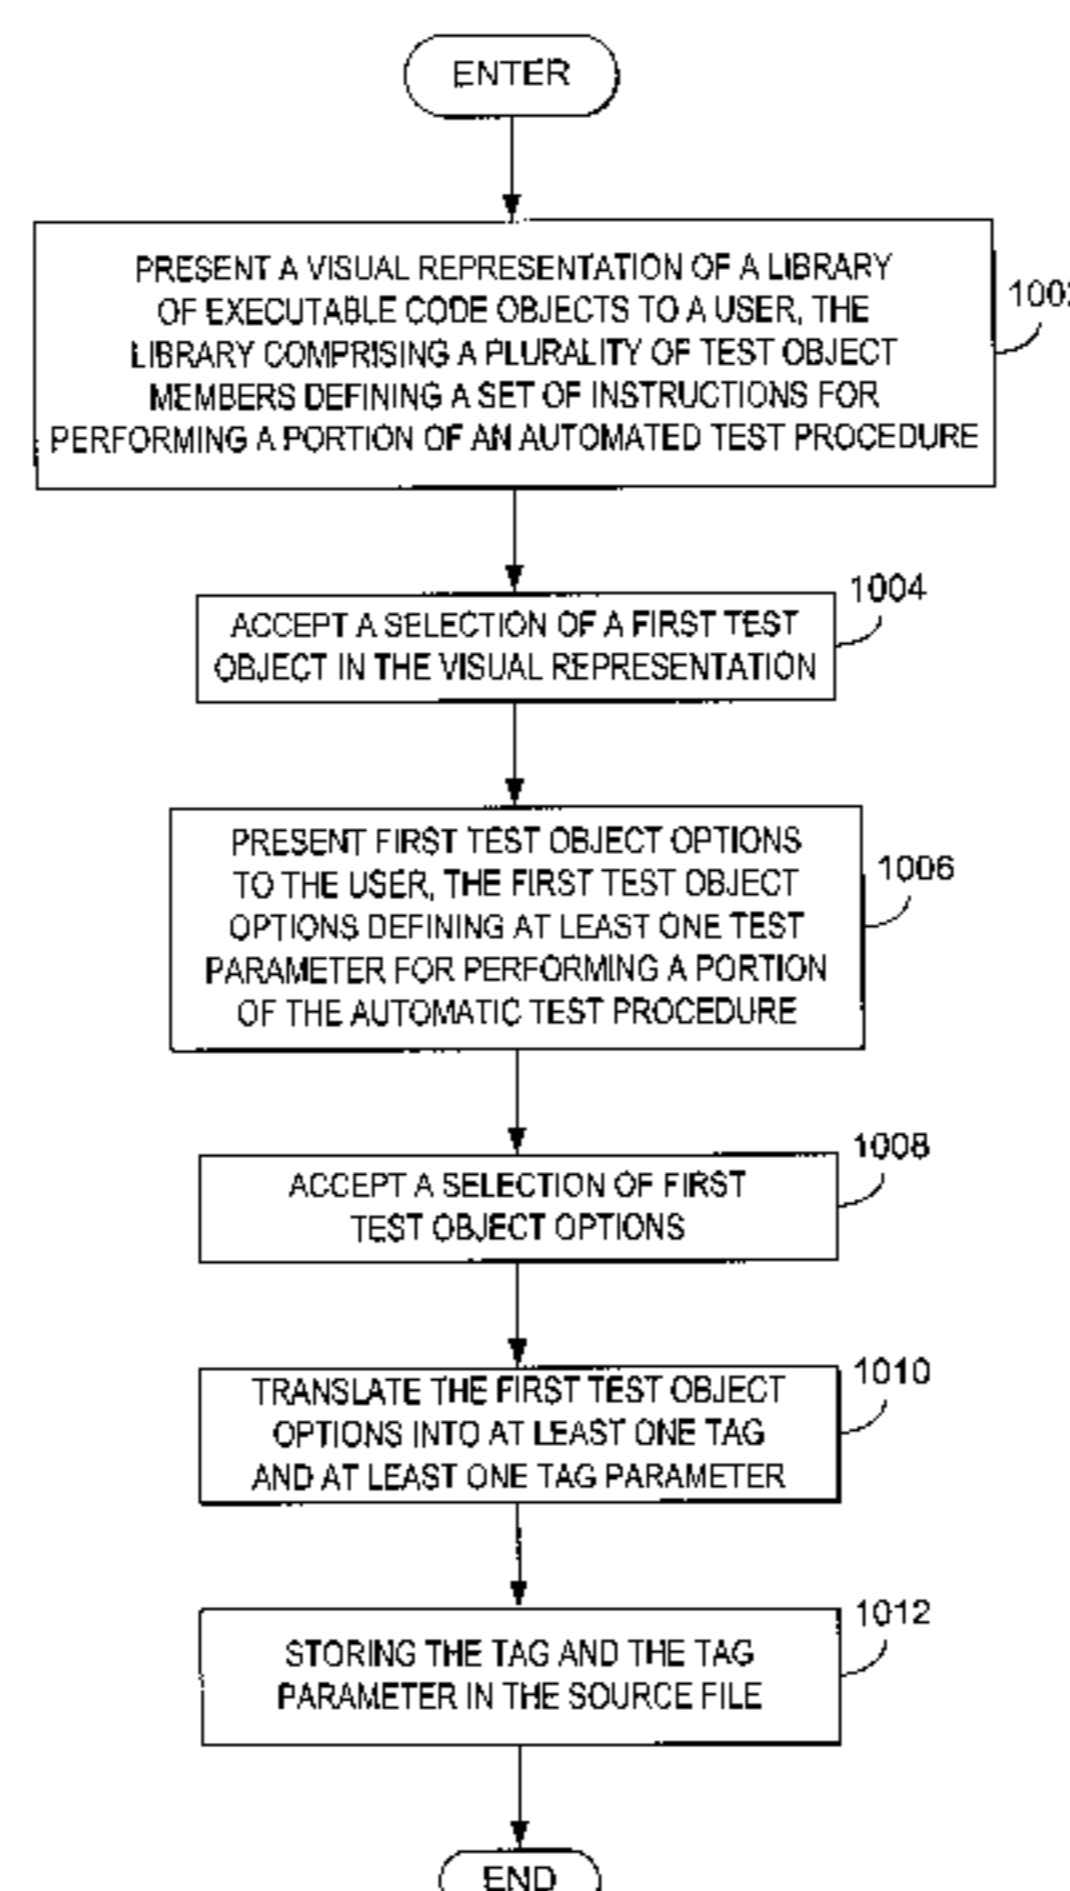 ENTER
PRESENT A VISUAL REPRESENTATION OF A LIBRARY
OF EXECUTABLE CODE OBJECTS TO A USER, THE
LIBRARY COMPRISING A PLURALITY OF TEST OBJECT
MEMBERS DEFINING A SET OF INSTRUCTIONS FOR
PERFORMING A PORTION OF AN AUTOMATED TEST PROCEDURE
1002
ACCEPT A SELECTION OF A FIRST TEST
OBJECT IN THE VISUAL REPRESENTATION
1004
PRESENT FIRST TEST OBJECT OPTIONS
TO THE USER, THE FIRST TEST OBJECT
OPTIONS DEFINING AT LEAST ONE TEST
PARAMETER FOR PERFORMING A PORTION
OF THE AUTOMATIC TEST PROCEDURE
1006
ACCEPT A SELECTION OF FIRST
TEST OBJECT OPTIONS
1008
TRANSLATE THE FIRST TEST OBJECT
OPTIONS INTO AT LEAST ONE TAG
AND AT LEAST ONE TAG PARAMETER
1010
STORING THE TAG AND THE TAG
PARAMETER IN THE SOURCE FILE
1012
END